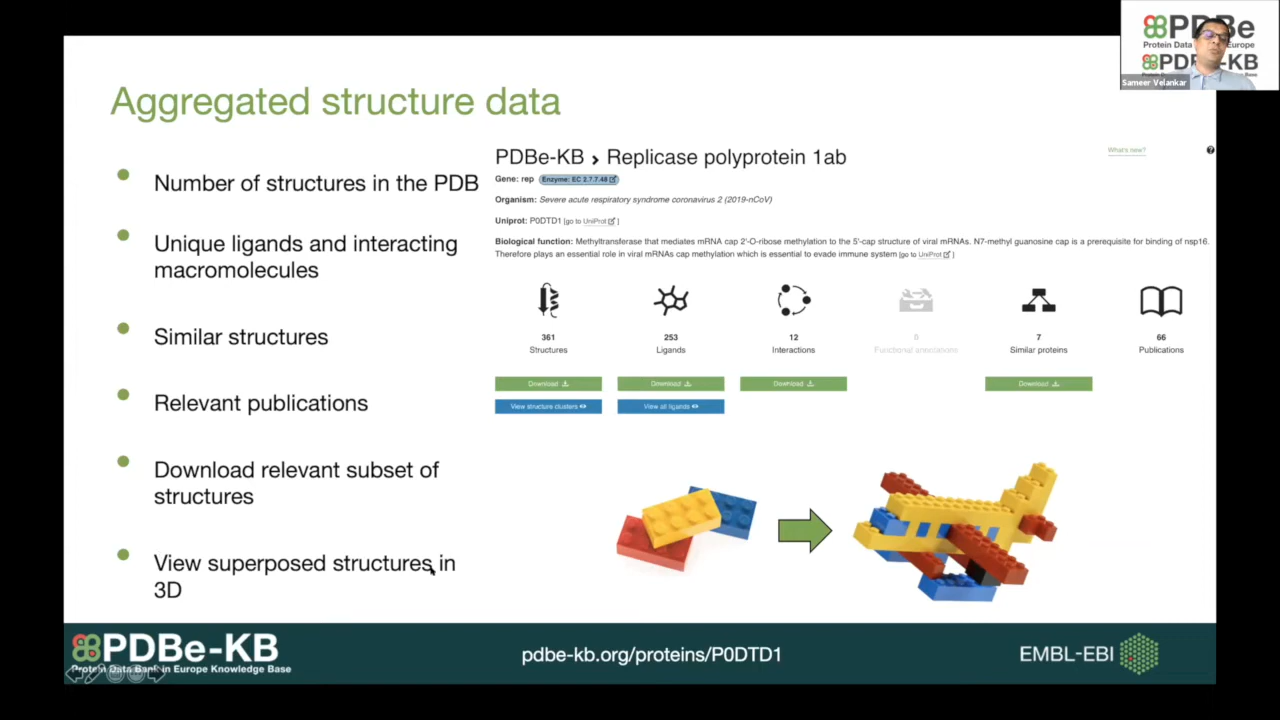 PDBe
Protein Data Bank in Europe
PDBe-KB
Sameer Velankar
Aggregated structure data
Number of structures in the PDB
Unique ligands and interacting
macromolecules
Similar structures
Relevant publications
Download relevant subset of
structures
View superposed structures in
3D
PDBe-KB › Replicase polyprotein 1ab
What's new?
Gene: rep Enzyme: EC 2.7.7.48
Organism: Severe acute respiratory syndrome coronavirus 2 (2019-nCoV)
Uniprot: P0DTD1 [go to UniProt ]
Biological function: Methyltransferase that mediates mRNA cap 2'-O-ribose methylation to the 5'-cap structure of viral mRNAs. N7-methyl guanosine cap is a prerequisite for binding of nsp16.
Therefore plays an essential role in viral mRNAs cap methylation which is essential to evade immune system [go to UniProt ]
361 253 12 0 7 66
Structures Ligands Interactions Functional annotations Similar proteins Publications
Download Download Download Download
View structure clusters View all ligands
PDBe-KB
Protein Data Bank in Europe Knowledge Base
pdbe-kb.org/proteins/P0DTD1
EMBL-EBI